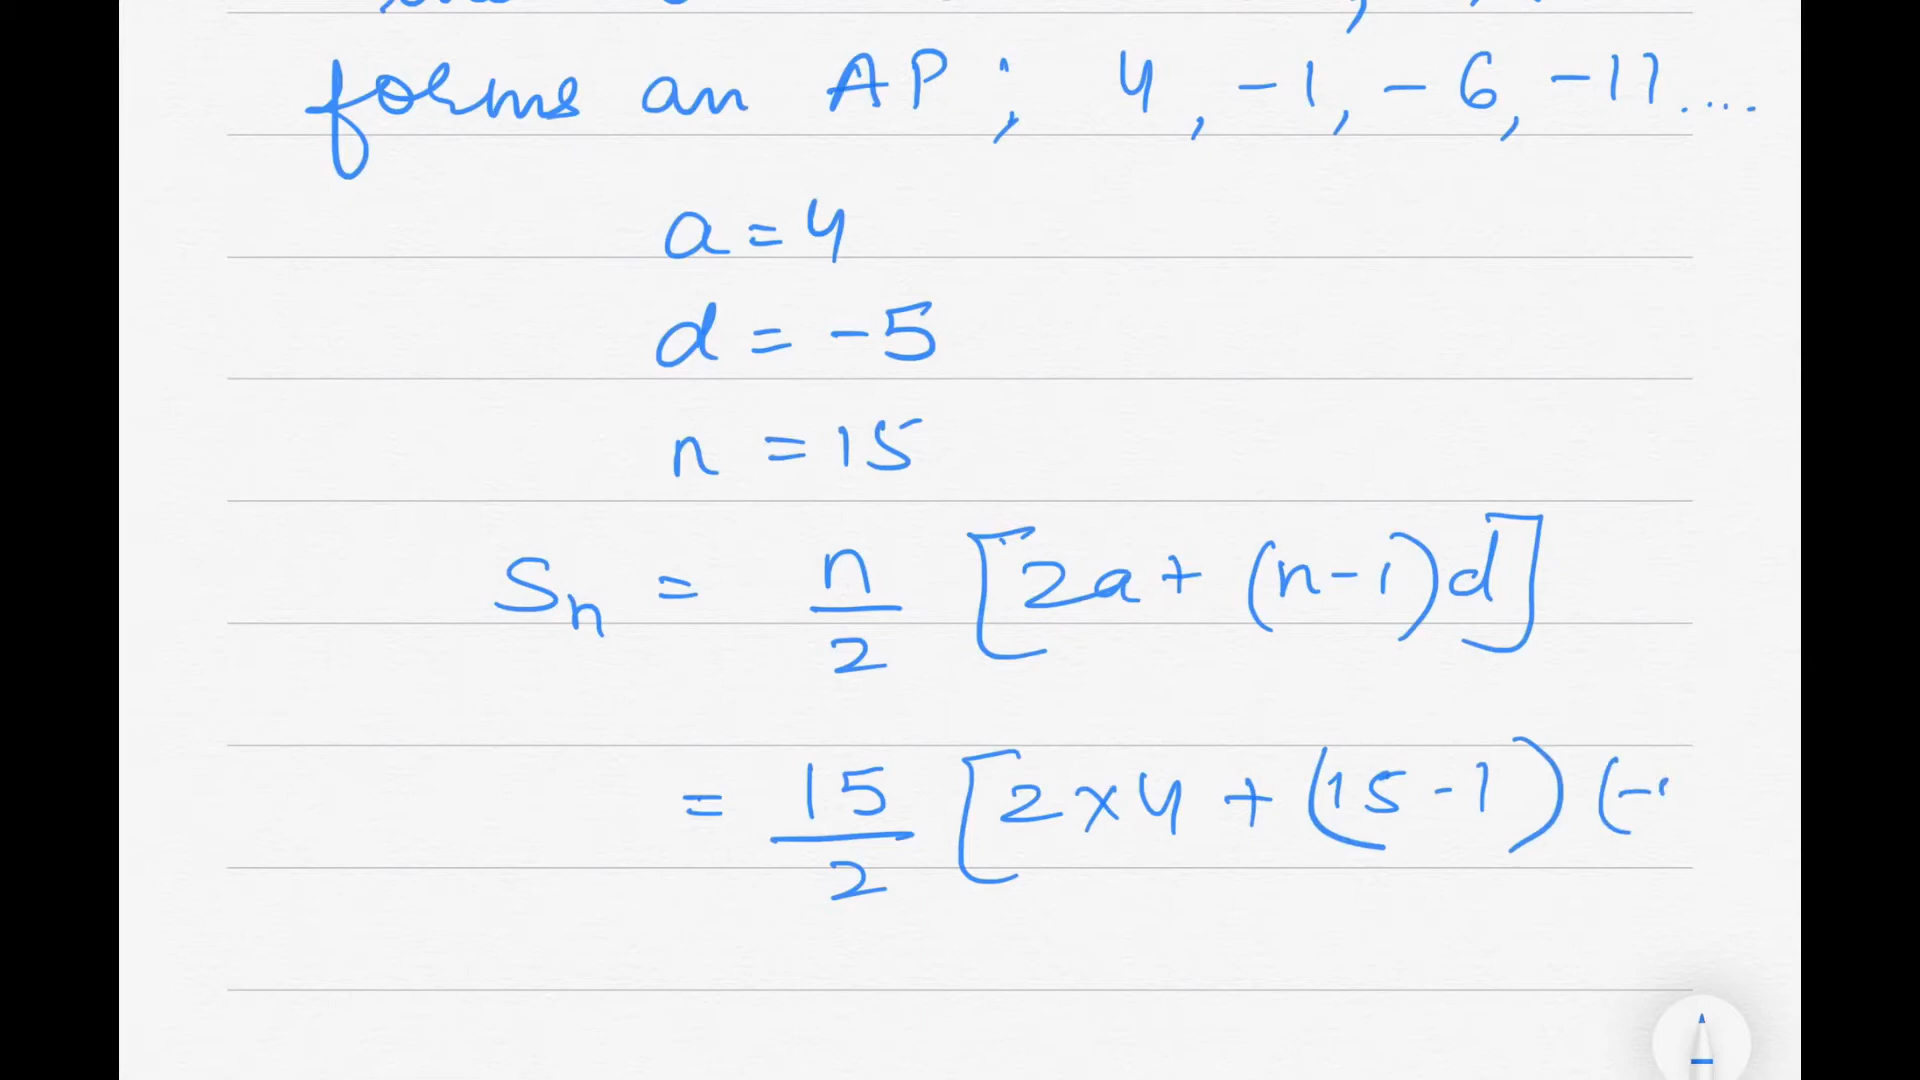 forms an AP; 4, -1, -6, -11....
a = 4
d = -5
n = 15
Sn = n/2 [2a + (n-1)d]
= 15/2 [2×4 + (15-1) (-